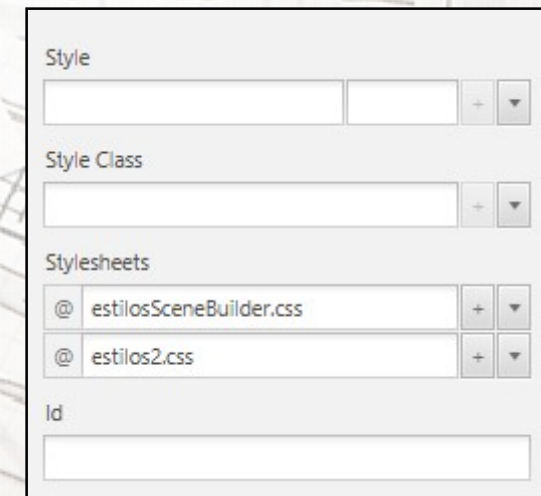 Style
+
Style Class
+
Stylesheets
@ estilosSceneBuilder.css +
@ estilos2.css +
Id